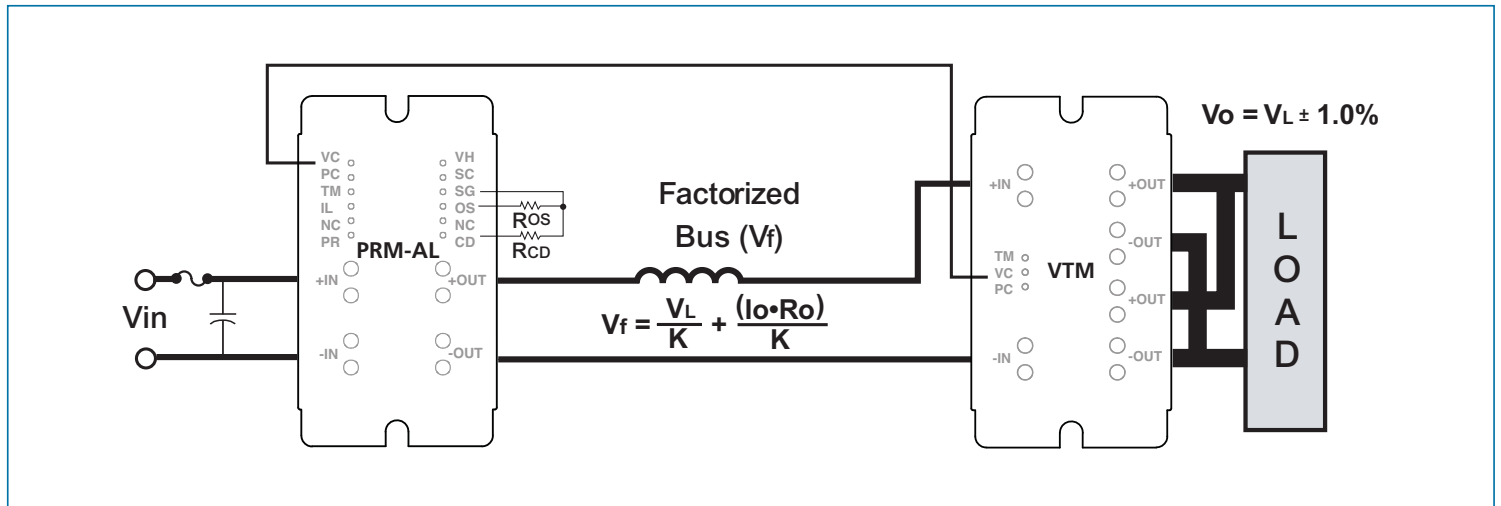 Vo = VL ± 1.0%
VC
PC
TM
IL
NC
PR
VH
SC
SG
OS
NC
CD
ROS
RCD
PRM-AL
+IN
-IN
+OUT
-OUT
Vin
Factorized
Bus (Vf)
Vf = VL/K + (Io•Ro)/K
+IN
TM
VC
PC
-IN
VTM
+OUT
-OUT
+OUT
-OUT
L
O
A
D